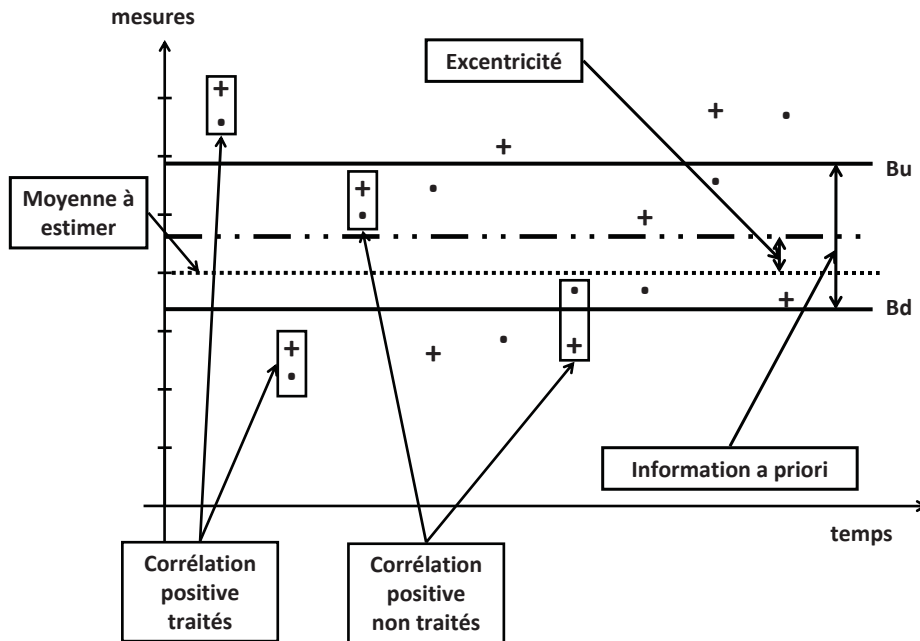 mesures
Excentricité
Bu
Moyenne à
estimer
Bd
Information a priori
temps
Corrélation
positive
traités
Corrélation
positive
non traités